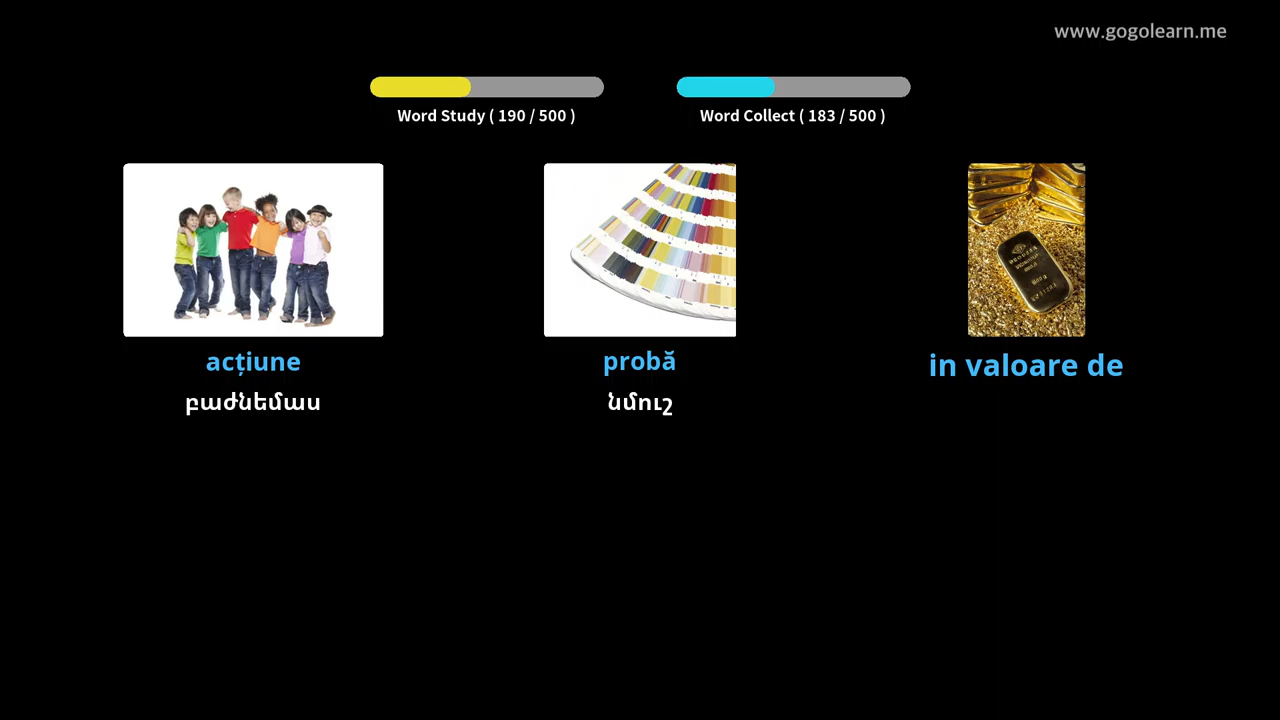 www.gogolearn.me
Word Study ( 190 / 500 )
Word Collect ( 183 / 500 )
acțiune
probă
in valoare de
բաժնեմաս
նմուշ